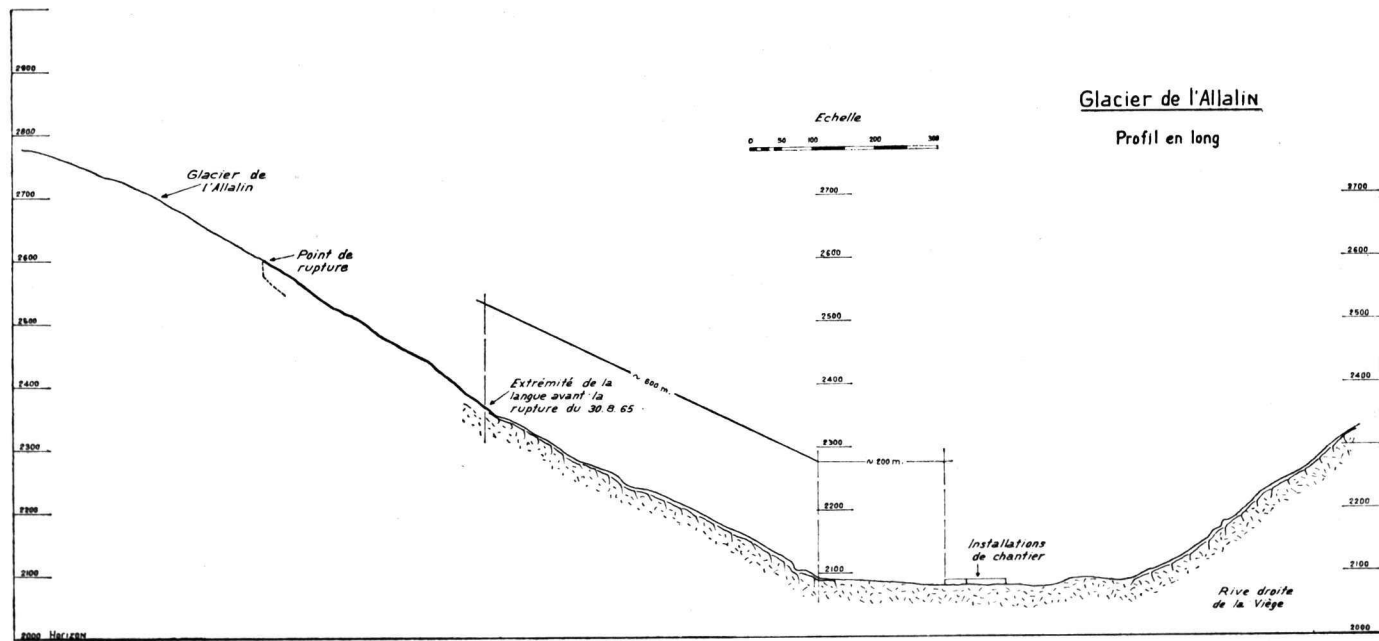 Glacier de l'Allalin
Profil en long
Echelle
0 50 100 200 300
2900
2800
2700
2600
2500
2400
2300
2200
2100
2000 Horizon
Glacier de
l'Allalin
Point de
rupture
Extrémité de la
langue avant la
rupture du 30.8.65
~ 600 m.
~ 200 m.
2700
2600
2500
2400
2300
2200
2100
Installations
de chantier
2700
2600
2500
2400
2300
2200
2100
2000
Rive droite
de la Viège